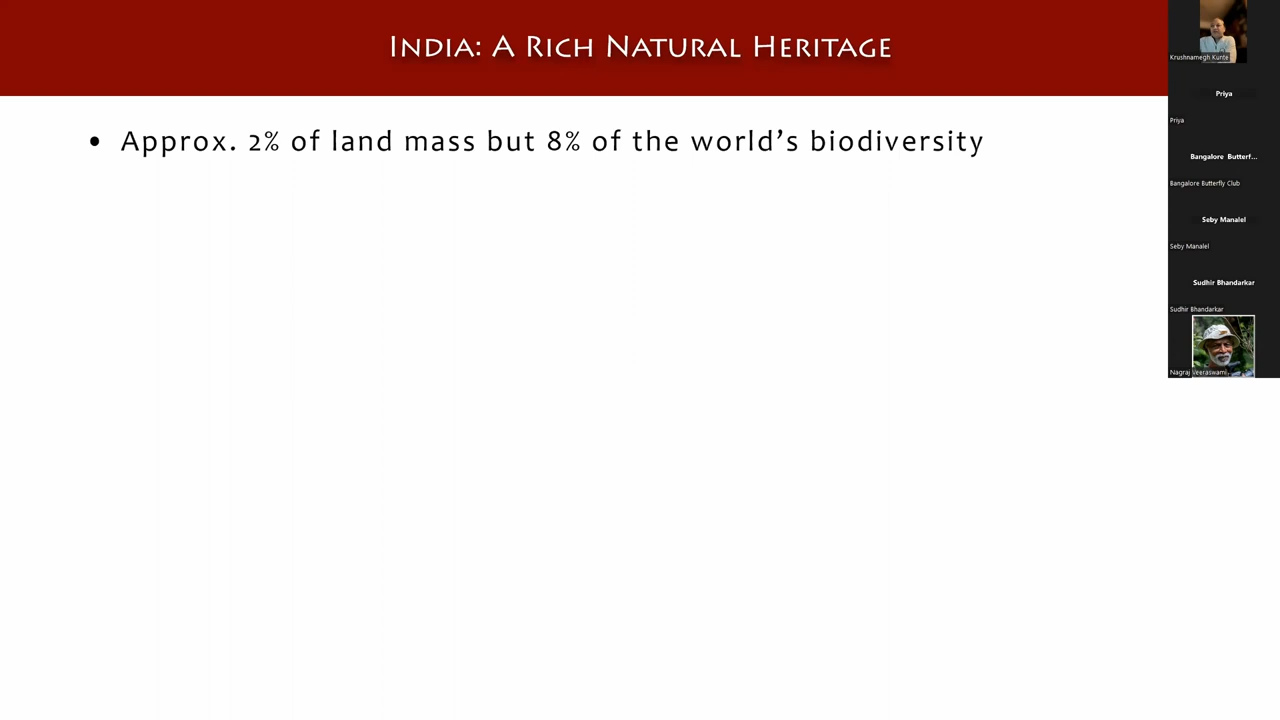 India: A Rich Natural Heritage
• Approx. 2% of land mass but 8% of the world's biodiversity
Krushnamegh Kunte
Priya
Priya
Bangalore Butterf...
Bangalore Butterfly Club
Seby Manalel
Seby Manalel
Sudhir Bhandarkar
Sudhir Bhandarkar
Nagraj Veeraswami